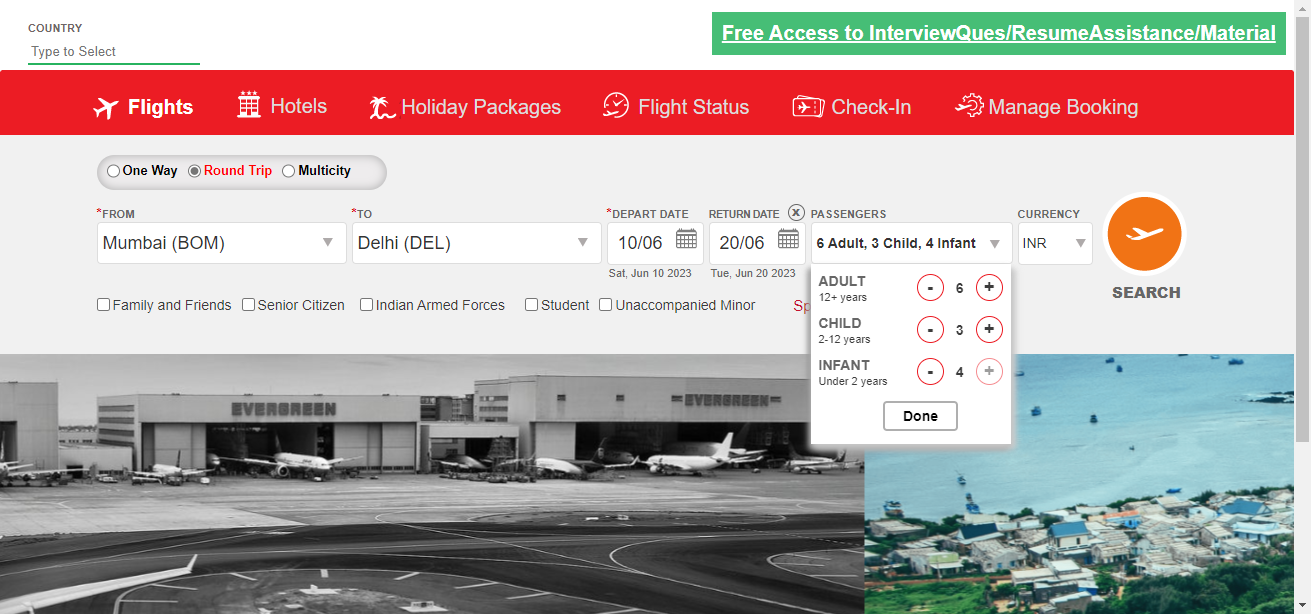 COUNTRY
Type to Select
Free Access to InterviewQues/ResumeAssistance/Material
Flights Hotels Holiday Packages Flight Status Check-In Manage Booking
One Way Round Trip Multicity
*FROM *TO *DEPART DATE RETURN DATE X PASSENGERS CURRENCY
Mumbai (BOM) Delhi (DEL) 10/06 20/06 6 Adult, 3 Child, 4 Infant INR
Sat, Jun 10 2023 Tue, Jun 20 2023
SEARCH
Family and Friends Senior Citizen Indian Armed Forces Student Unaccompanied Minor Sp
ADULT - 6 +
12+ years
CHILD - 3 +
2-12 years
INFANT - 4 +
Under 2 years
Done
EVERGREEN
=EVERGREEN=